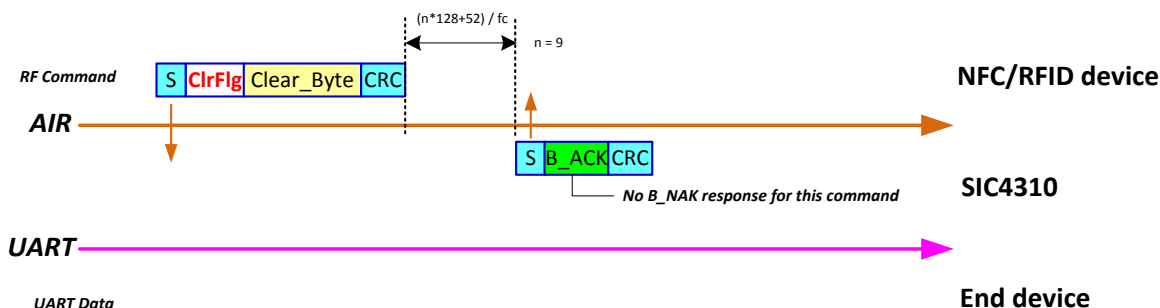 (n*128+52) / fc
n = 9
RF Command
S ClrFlg Clear_Byte CRC
NFC/RFID device
AIR
S B_ACK CRC
No B_NAK response for this command
SIC4310
UART
UART Data
End device